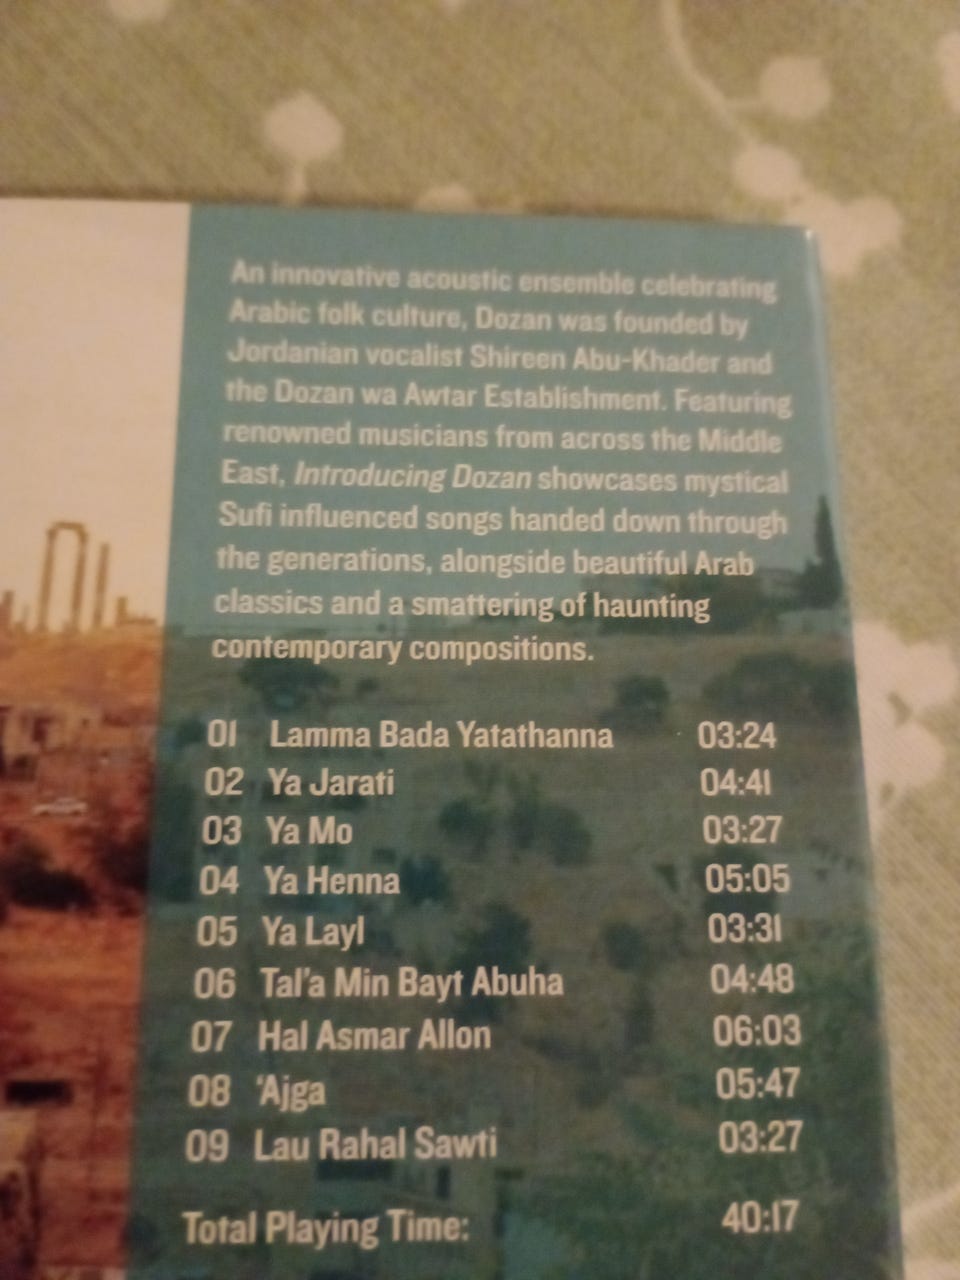 An innovative acoustic ensemble celebrating
Arabic folk culture, Dozan was founded by
Jordanian vocalist Shireen Abu-Khader and
the Dozan wa Awtar Establishment. Featuring
renowned musicians from across the Middle
East, Introducing Dozan showcases mystical
Sufi influenced songs handed down through
the generations, alongside beautiful Arab
classics and a smattering of haunting
contemporary compositions.
01 Lamma Bada Yatathanna 03:24
02 Ya Jarati 04:41
03 Ya Mo 03:27
04 Ya Henna 05:05
05 Ya Layl 03:31
06 Tal'a Min Bayt Abuha 04:48
07 Hal Asmar Allon 06:03
08 'Ajga 05:47
09 Lau Rahal Sawti 03:27
Total Playing Time: 40:17